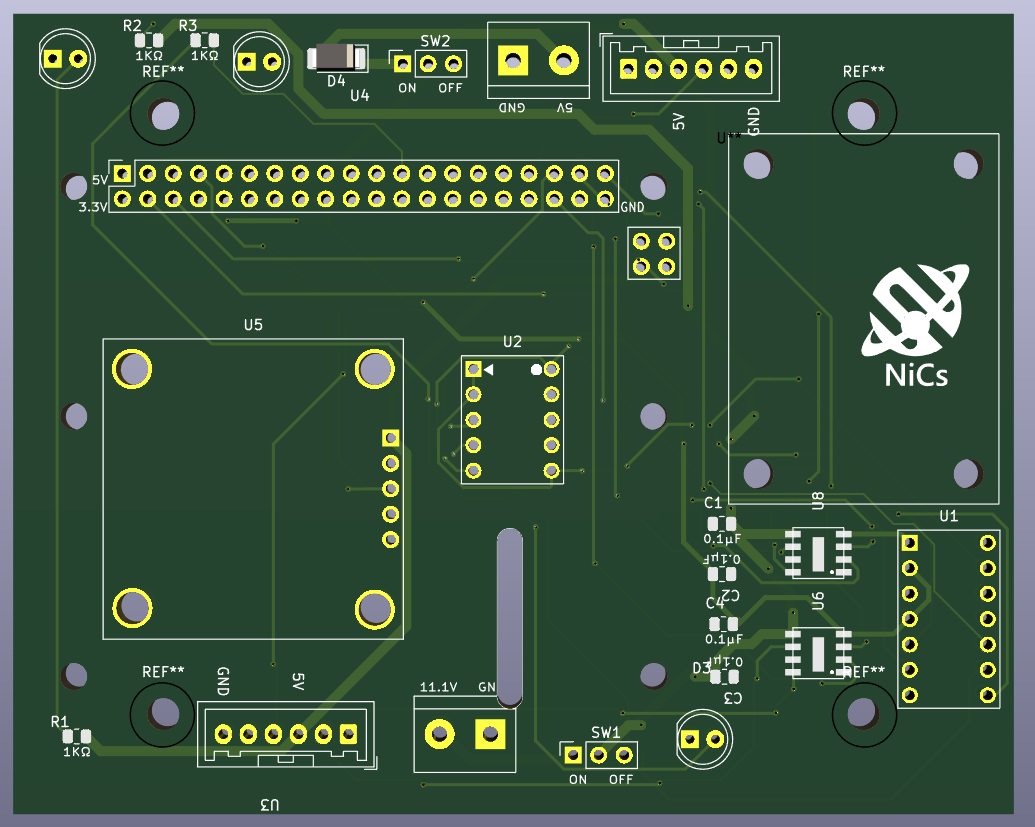 R2
R3
1KΩ
1KΩ
REF**
D4
U4
SW2
ON
OFF
GND
5V
5V
GND
REF**
U**
5V
3.3V
GND
NiCs
U5
U2
C1
0.1µF
0.1µF
C2
C4
0.1µF
0.1µF
D3
C3
U8
U6
U1
REF**
REF**
GND
5V
11.1V
GN
R1
1KΩ
SW1
ON
OFF
U3